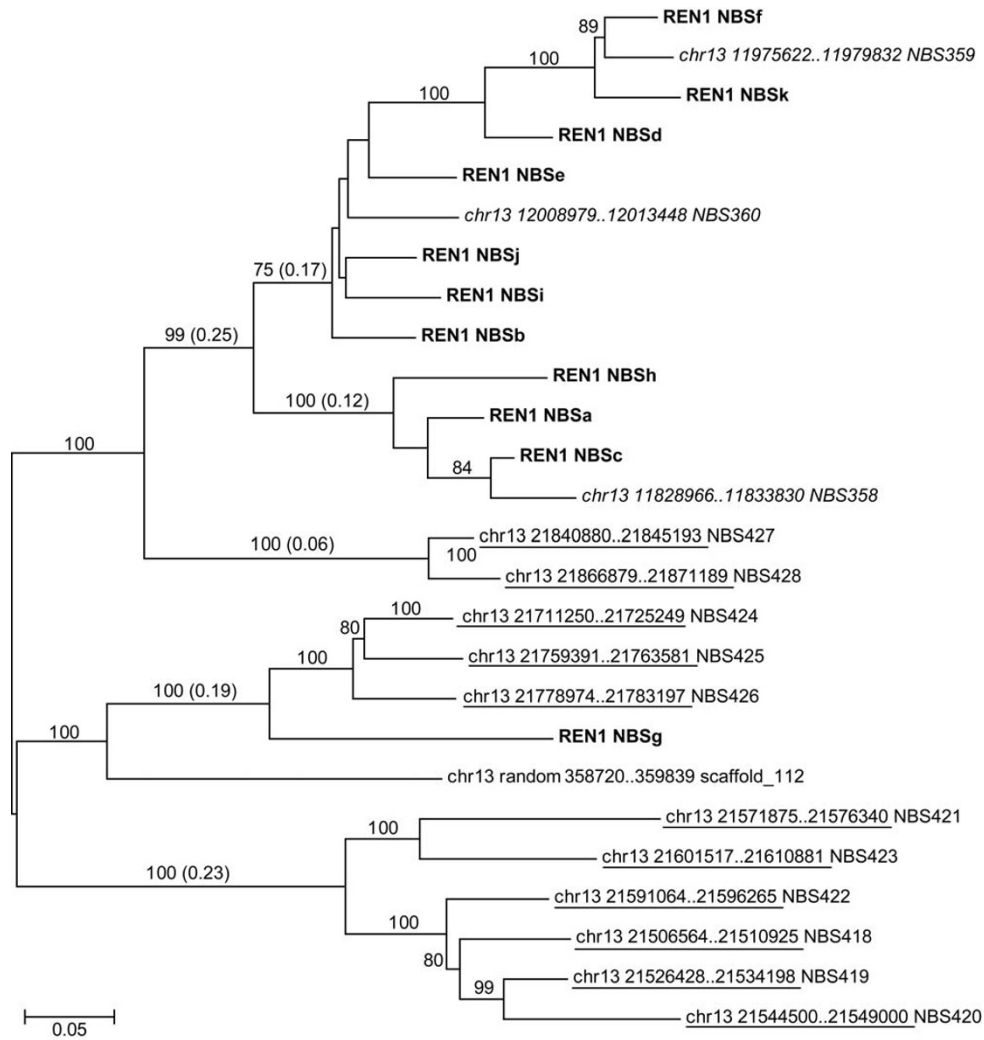 REN1 NBSf
89
chr13 11975622..11979832 NBS359
100
REN1 NBSk
100
REN1 NBSd
REN1 NBSe
chr13 12008979..12013448 NBS360
REN1 NBSj
75 (0.17)
REN1 NBSi
99 (0.25)
REN1 NBSb
REN1 NBSh
100 (0.12)
REN1 NBSa
100
REN1 NBSc
84
chr13 11828966..11833830 NBS358
chr13 21840880..21845193 NBS427
100 (0.06)
100
chr13 21866879..21871189 NBS428
100
chr13 21711250..21725249 NBS424
80
100
chr13 21759391..21763581 NBS425
100 (0.19)
chr13 21778974..21783197 NBS426
100
REN1 NBSg
chr13 random 358720..359839 scaffold_112
chr13 21571875..21576340 NBS421
100
chr13 21601517..21610881 NBS423
100 (0.23)
chr13 21591064..21596265 NBS422
100
chr13 21506564..21510925 NBS418
80
chr13 21526428..21534198 NBS419
99
chr13 21544500..21549000 NBS420
0.05